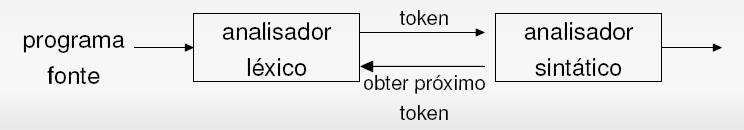 programa
fonte
analisador
léxico
token
obter próximo
token
analisador
sintático